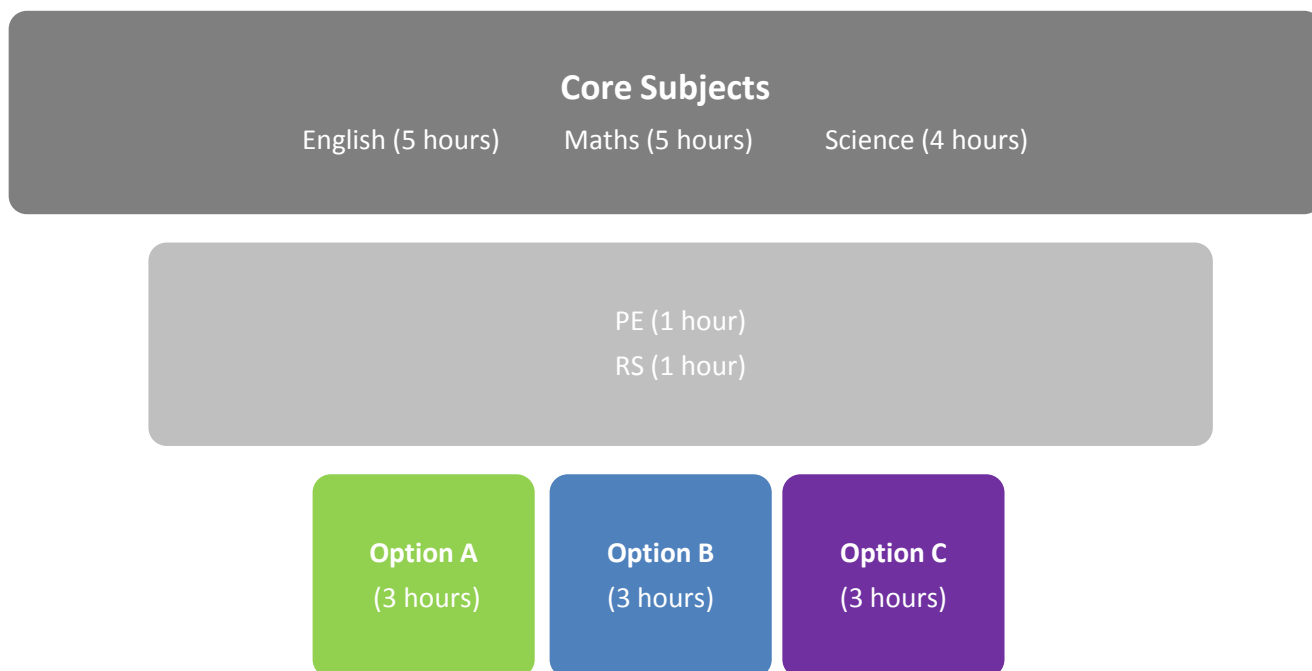 Core Subjects
English (5 hours) Maths (5 hours) Science (4 hours)
PE (1 hour)
RS (1 hour)
Option A
(3 hours)
Option B
(3 hours)
Option C
(3 hours)